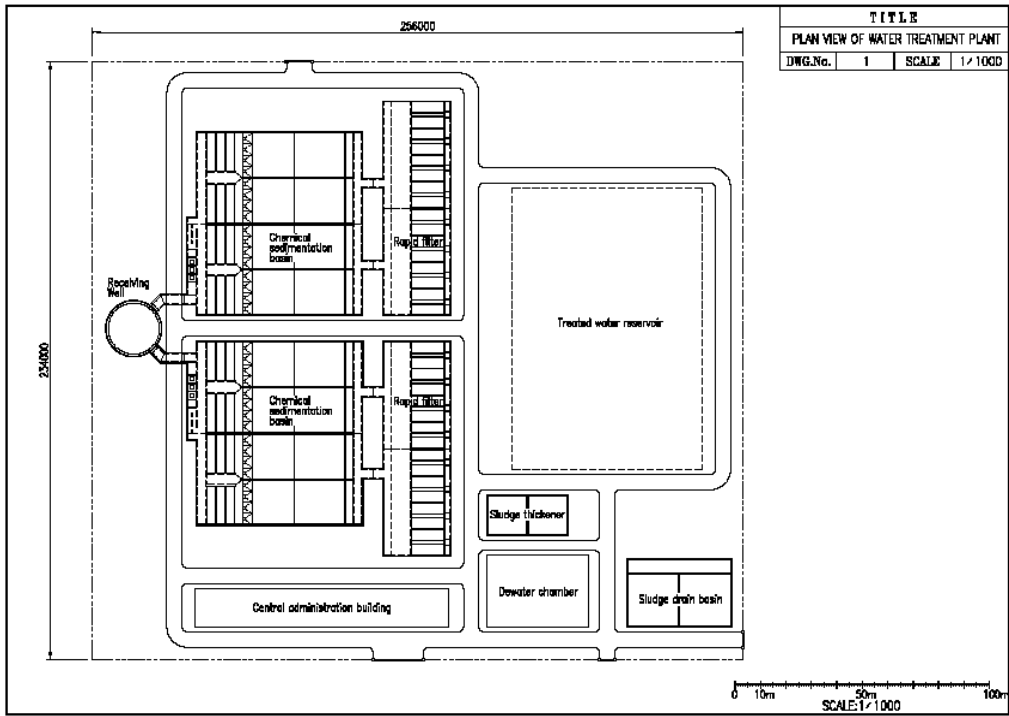 TITLE
PLAN VIEW OF WATER TREATMENT PLANT
DWG.No. 1 SCALE 1/1000
256000
234000
Chemical
sedimentation
basin
Rapid filter
Receiving
Well
Treated water reservoir
Chemical
sedimentation
basin
Rapid filter
Sludge thickener
Dewater chamber
Sludge drain basin
Central administration building
0 10m 50m 100m
SCALE:1/1000